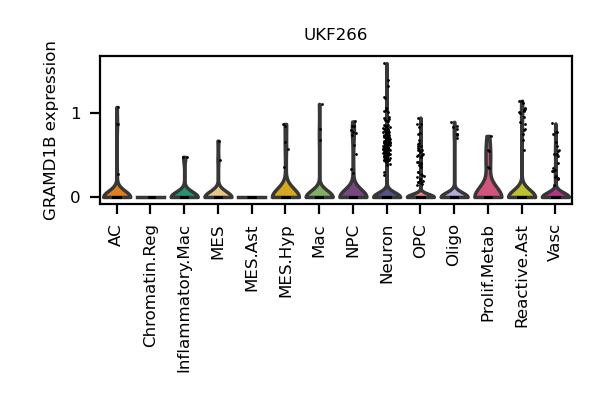 UKF266
GRAMD1B expression
1
0
AC
Chromatin.Reg
Inflammatory.Mac
MES
MES.Ast
MES.Hyp
Mac
NPC
Neuron
OPC
Oligo
Prolif.Metab
Reactive.Ast
Vasc